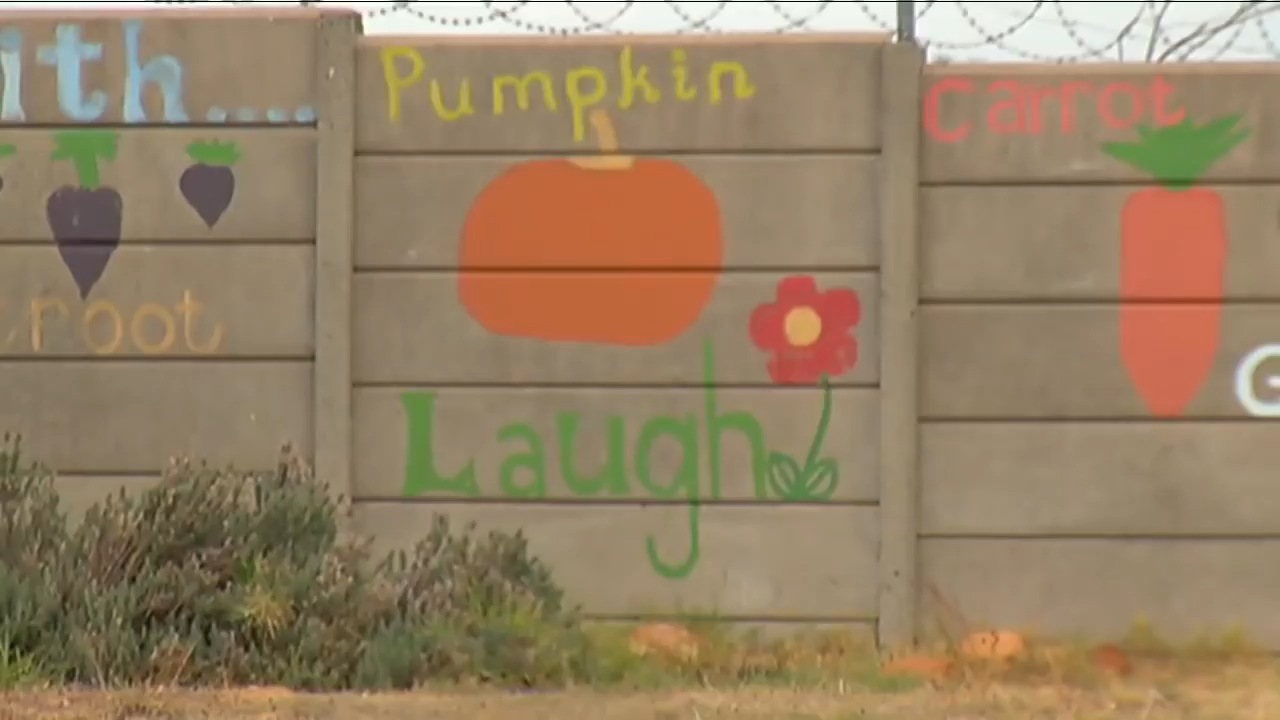 ith.....
Pumpkin
Carrot
root
Laugh
G